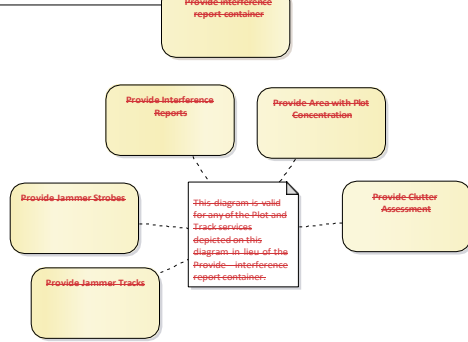 Provide interference
report container
Provide Interference
Reports
Provide Area with Plot
Concentration
Provide Jammer Strobes
This diagram is valid
for any of the Plot and
Track services
depicted on this
diagram in lieu of the
Provide interference
report container.
Provide Clutter
Assessment
Provide Jammer Tracks